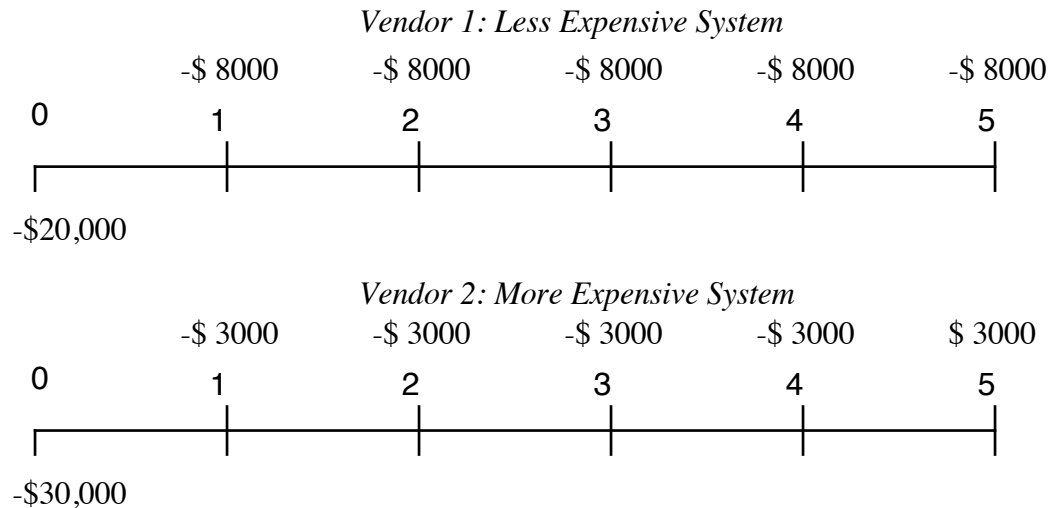 Vendor 1: Less Expensive System
-$ 8000 -$ 8000 -$ 8000 -$ 8000 -$ 8000
0 1 2 3 4 5
-$20,000
Vendor 2: More Expensive System
-$ 3000 -$ 3000 -$ 3000 -$ 3000 $ 3000
0 1 2 3 4 5
-$30,000